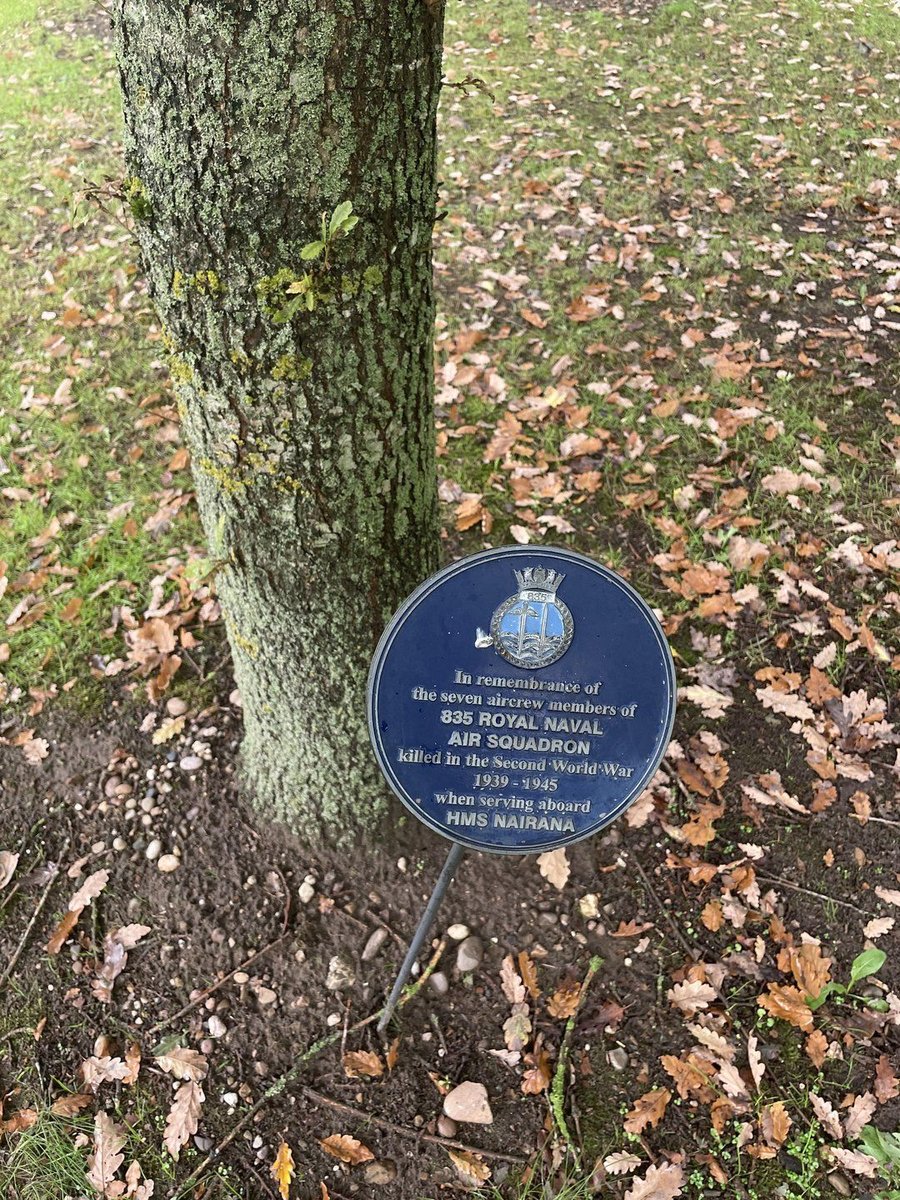 835
In remembrance of
the seven aircrew members of
835 ROYAL NAVAL
AIR SQUADRON
killed in the Second World War
1939 - 1945
when serving aboard
HMS NAIRANA